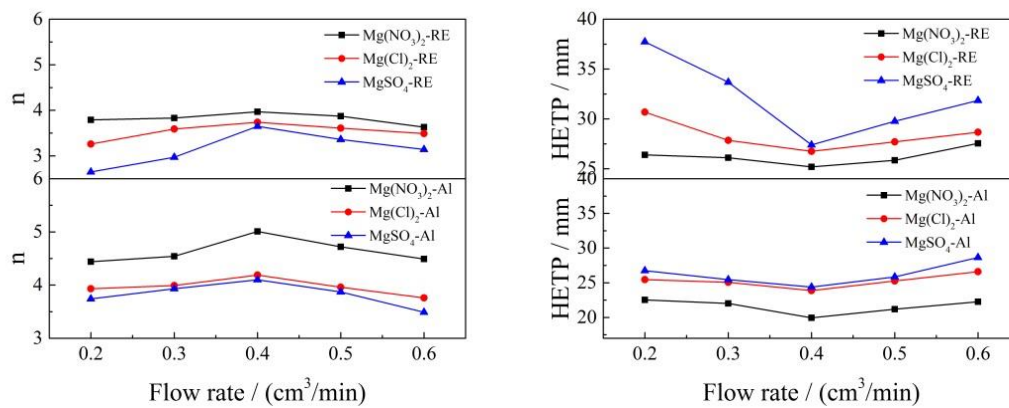 6
5
4
3
n
Mg(NO₃)₂-RE
Mg(Cl)₂-RE
MgSO₄-RE
6
5
4
3
n
Mg(NO₃)₂-Al
Mg(Cl)₂-Al
MgSO₄-Al
0.2 0.3 0.4 0.5 0.6
Flow rate / (cm³/min)
40
35
30
25
HETP / mm
Mg(NO₃)₂-RE
Mg(Cl)₂-RE
MgSO₄-RE
40
35
30
25
20
HETP / mm
Mg(NO₃)₂-Al
Mg(Cl)₂-Al
MgSO₄-Al
0.2 0.3 0.4 0.5 0.6
Flow rate / (cm³/min)